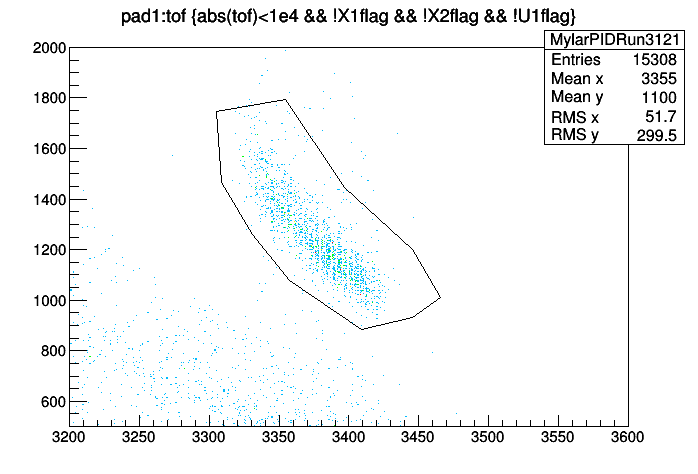 pad1:tof {abs(tof)<1e4 && !X1flag && !X2flag && !U1flag}
MylarPIDRun3121
Entries 15308
Mean x 3355
Mean y 1100
RMS x 51.7
RMS y 299.5
2000
1800
1600
1400
1200
1000
800
600
3200 3250 3300 3350 3400 3450 3500 3550 3600